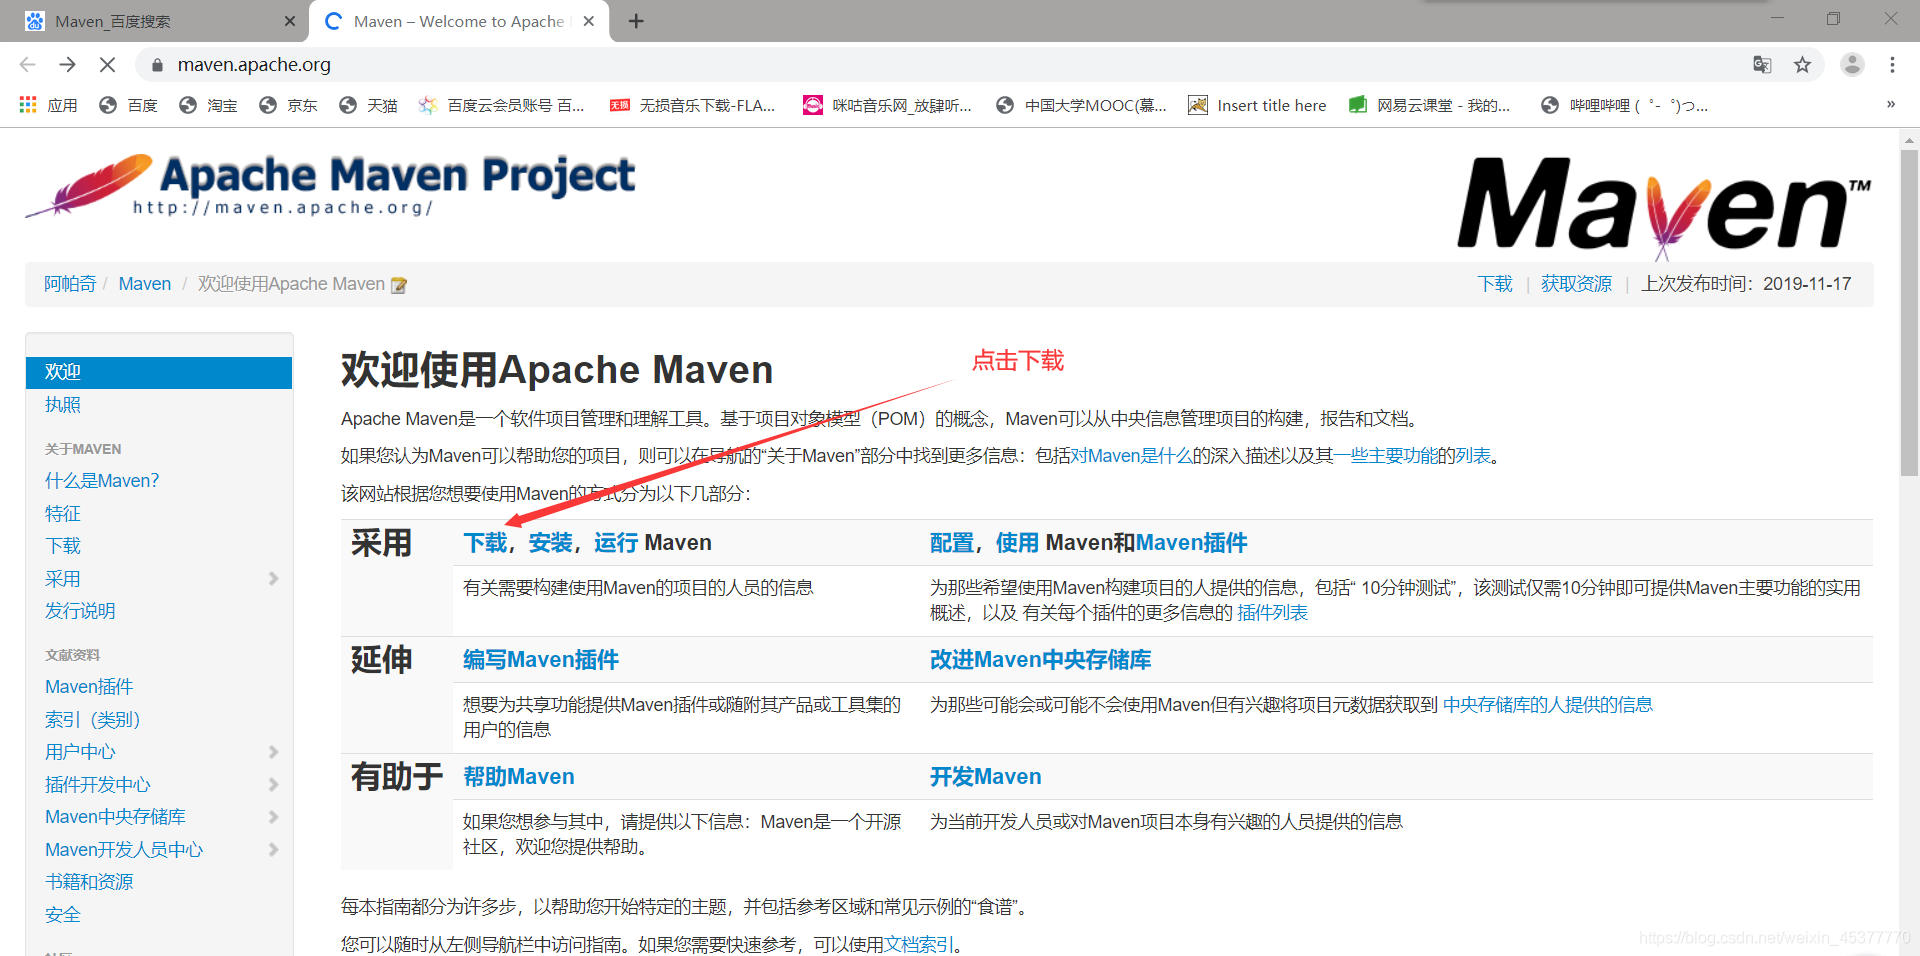 Maven_百度搜索
Maven – Welcome to Apache
maven.apache.org
应用 百度 淘宝 京东 天猫 百度云会员账号 百... 无损音乐下载-FLA... 咪咕音乐网_放肆听... 中国大学MOOC(慕... Insert title here 网易云课堂 - 我的... 哔哩哔哩 ( ゜- ゜)つ... »
Apache Maven Project
http://maven.apache.org/
Maven™
阿帕奇 / Maven / 欢迎使用Apache Maven
下载 | 获取资源 | 上次发布时间：2019-11-17
欢迎
执照
关于MAVEN
什么是Maven？
特征
下载
采用
发行说明
文献资料
Maven插件
索引（类别）
用户中心
插件开发中心
Maven中央存储库
Maven开发人员中心
书籍和资源
安全
欢迎使用Apache Maven
点击下载
Apache Maven是一个软件项目管理和理解工具。基于项目对象模型（POM）的概念，Maven可以从中央信息管理项目的构建，报告和文档。
如果您认为Maven可以帮助您的项目，则可以在导航的“关于Maven”部分中找到更多信息：包括对Maven是什么的深入描述以及其一些主要功能的列表。
该网站根据您想要使用Maven的方式分为以下几部分：
采用
下载，安装，运行 Maven
配置，使用 Maven和Maven插件
有关需要构建使用Maven的项目的人员的信息
为那些希望使用Maven构建项目的人提供的信息，包括“ 10分钟测试”，该测试仅需10分钟即可提供Maven主要功能的实用
概述，以及 有关每个插件的更多信息的 插件列表
延伸
编写Maven插件
改进Maven中央存储库
想要为共享功能提供Maven插件或随附其产品或工具集的
用户的信息
为那些可能会或可能不会使用Maven但有兴趣将项目元数据获取到 中央存储库的人提供的信息
有助于
帮助Maven
开发Maven
如果您想参与其中，请提供以下信息：Maven是一个开源
社区，欢迎您提供帮助。
为当前开发人员或对Maven项目本身有兴趣的人员提供的信息
每本指南都分为许多步，以帮助您开始特定的主题，并包括参考区域和常见示例的“食谱”。
您可以随时从左侧导航栏中访问指南。如果您需要快速参考，可以使用文档索引。
https://blog.csdn.net/weixin_45377770